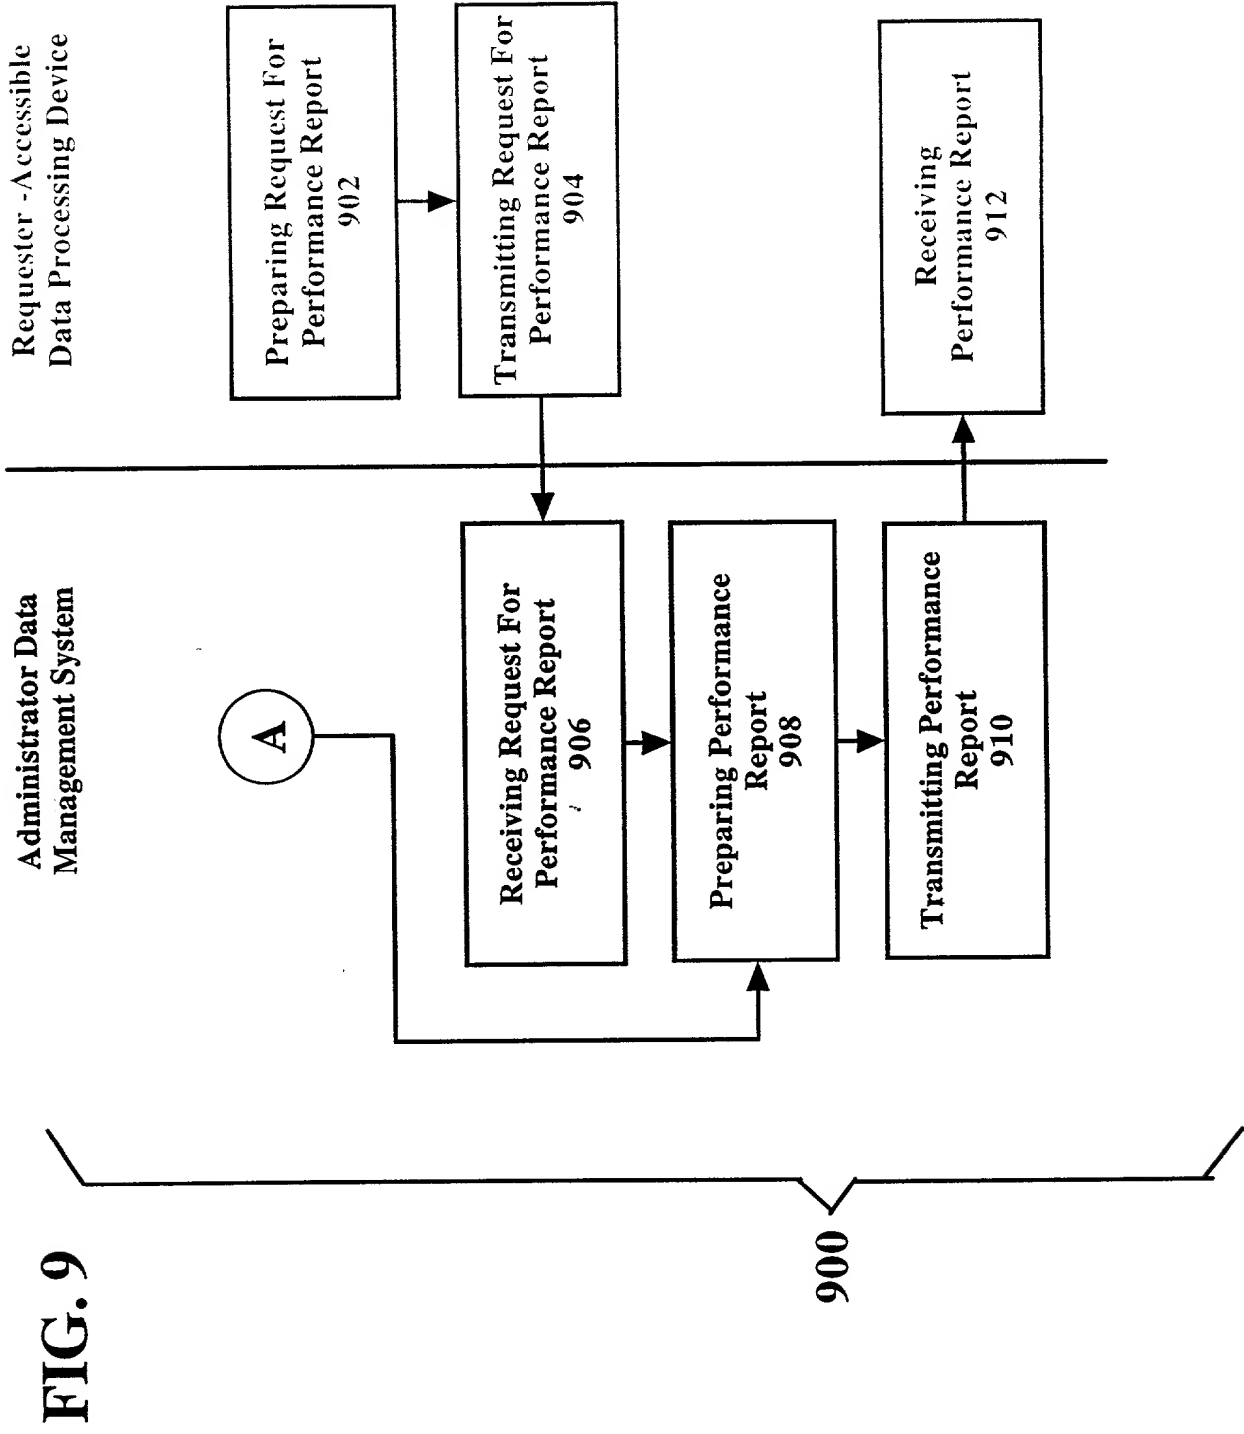 FIG. 9
Administrator Data
Management System
Requester -Accessible
Data Processing Device
A
Preparing Request For
Performance Report
902
Transmitting Request For
Performance Report
904
Receiving Request For
Performance Report
906
Preparing Performance
Report
908
Transmitting Performance
Report
910
Receiving
Performance Report
912
900